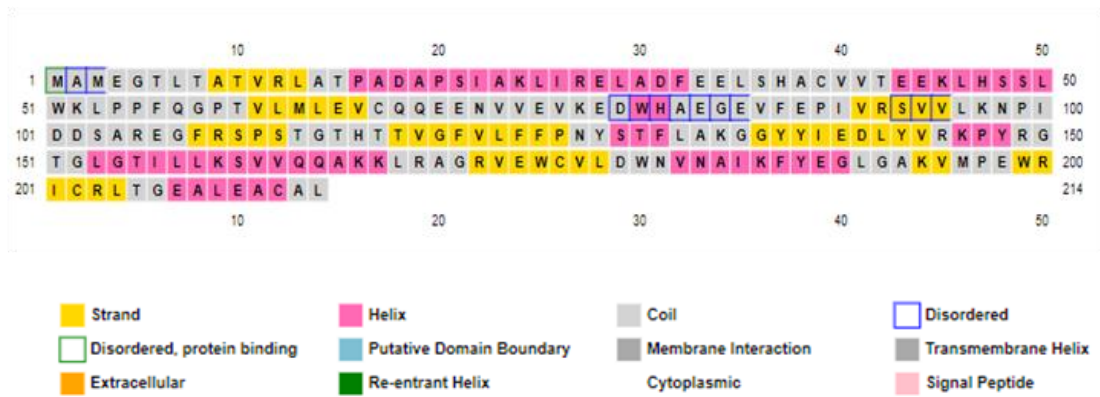 10 20 30 40 50
1 M A M E G T L T A T V R L A T P A D A P S I A K L I R E L A D F E E L S H A C V V T E E K L H S S L 50
51 W K L P P F Q G P T V L M L E V C Q Q E E N V V E V K E D W H A E G E V F E P I V R S V V L K N P I 100
101 D D S A R E G F R S P S T G T H T T V G F V L F F P N Y S T F L A K G G Y Y I E D L Y V R K P Y R G 150
151 T G L G T I L L K S V V Q Q A K K L R A G R V E W C V L D W N V N A I K F Y E G L G A K V M P E W R 200
201 I C R L T G E A L E A C A L 214
10 20 30 40 50
Strand Helix Coil Disordered
Disordered, protein binding Putative Domain Boundary Membrane Interaction Transmembrane Helix
Extracellular Re-entrant Helix Cytoplasmic Signal Peptide